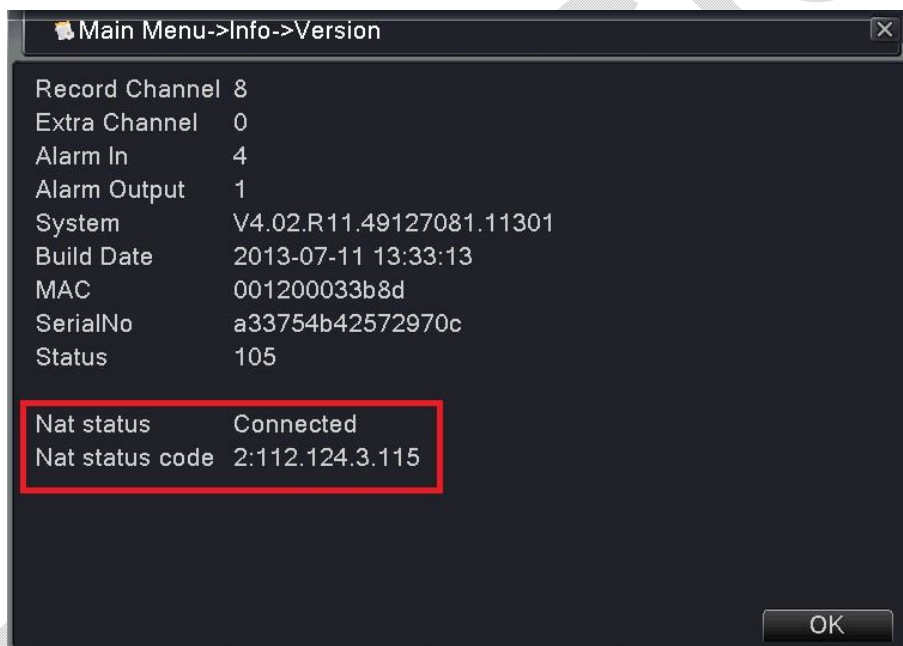 Main Menu->Info->Version
Record Channel 8
Extra Channel 0
Alarm In 4
Alarm Output 1
System V4.02.R11.49127081.11301
Build Date 2013-07-11 13:33:13
MAC 001200033b8d
SerialNo a33754b42572970c
Status 105
Nat status Connected
Nat status code 2:112.124.3.115
OK